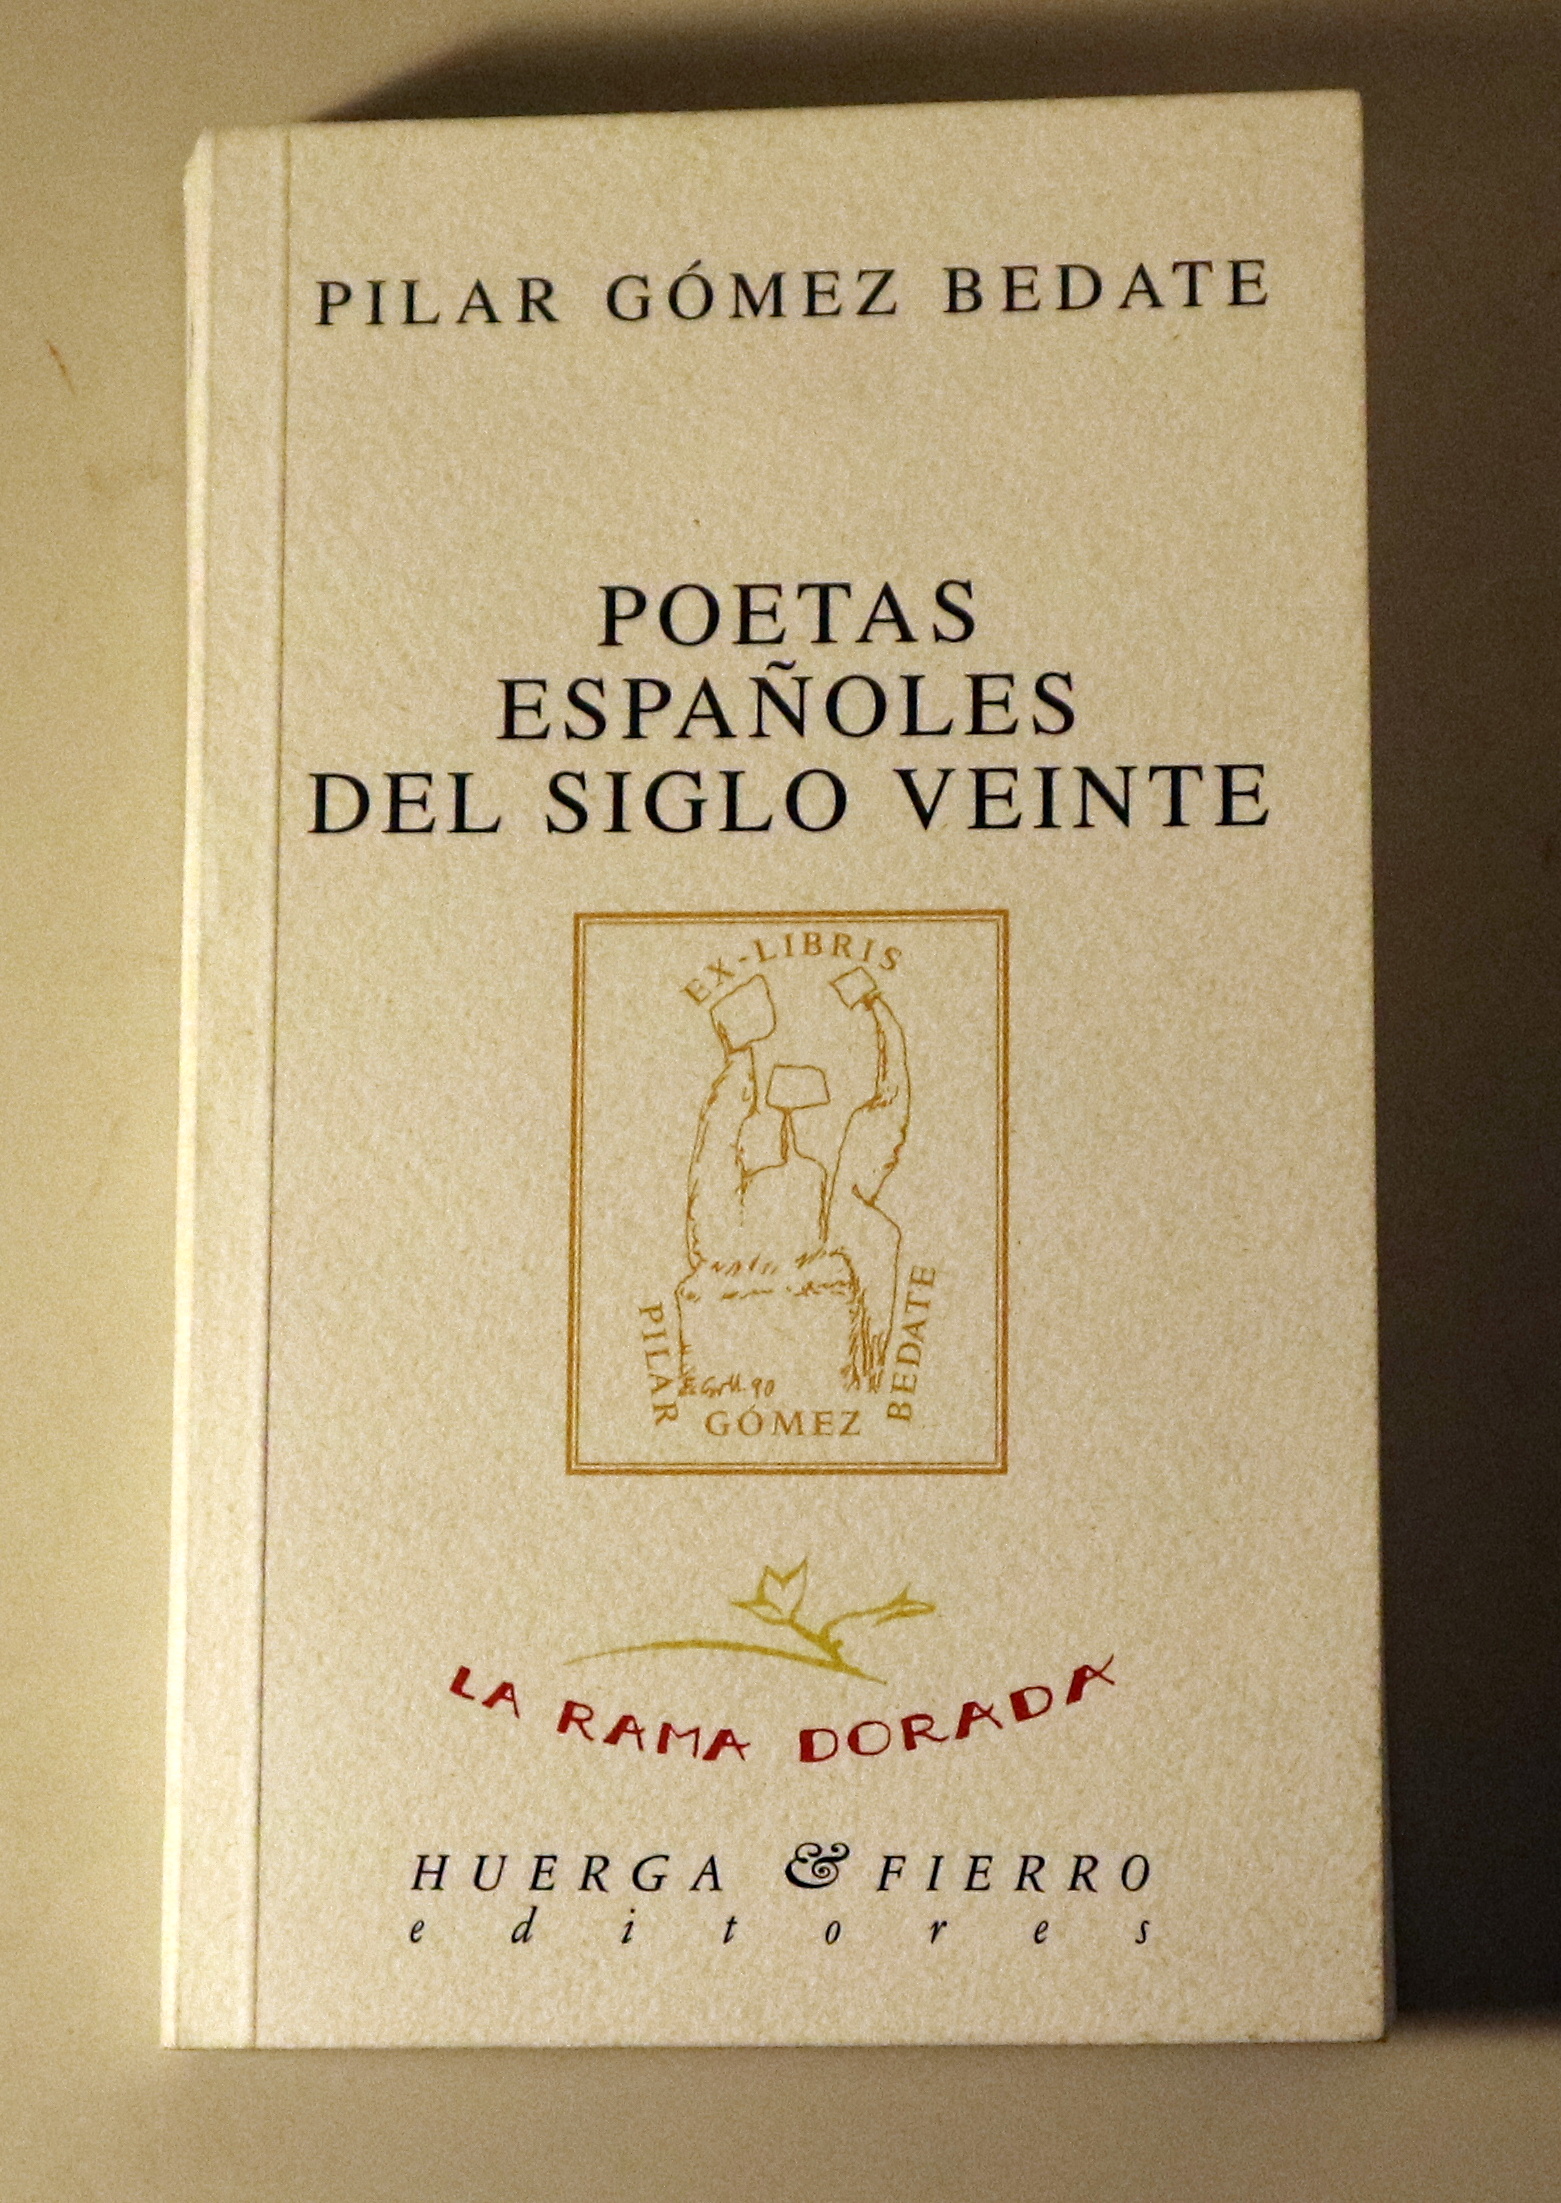 PILAR GÓMEZ BEDATE
POETAS
ESPAÑOLES
DEL SIGLO VEINTE
EX-LIBRIS
PILAR
GÓMEZ
BEDATE
LA RAMA DORADA
HUERGA & FIERRO
editores